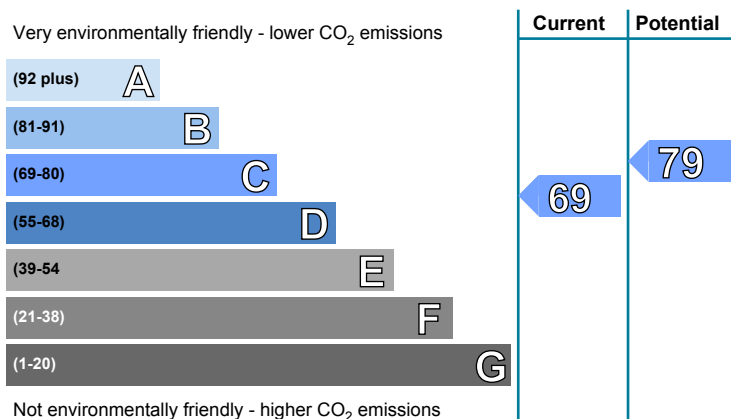 Very environmentally friendly - lower CO2 emissions
Current
Potential
(92 plus) A
(81-91) B
(69-80) C
(55-68) D
(39-54 E
(21-38) F
(1-20) G
69
79
Not environmentally friendly - higher CO2 emissions